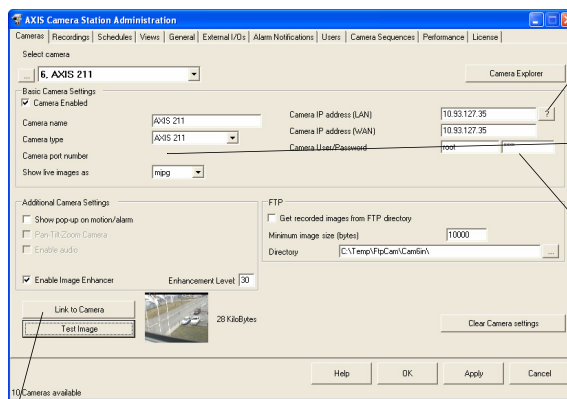 AXIS Camera Station Administration
Cameras Recordings Schedules Views General External I/Os Alarm Notifications Users Camera Sequences Performance License
Select camera
... 6, AXIS 211
Camera Explorer
Basic Camera Settings
Camera Enabled
Camera name AXIS 211
Camera IP address (LAN) 10.93.127.35 ?
Camera type AXIS 211
Camera IP address (WAN) 10.93.127.35
Camera port number
Camera User/Password root ****
Show live images as mjpg
Additional Camera Settings
Show pop-up on motion/alarm
Pan-Tilt-Zoom Camera
Enable audio
Enable Image Enhancer Enhancement Level: 30
FTP
Get recorded images from FTP directory
Minimum image size (bytes) 10000
Directory C:\Temp\FtpCam\Cam6in\ ...
Link to Camera
Test Image
28 KiloBytes
Clear Camera settings
Help OK Apply Cancel
10 Cameras available